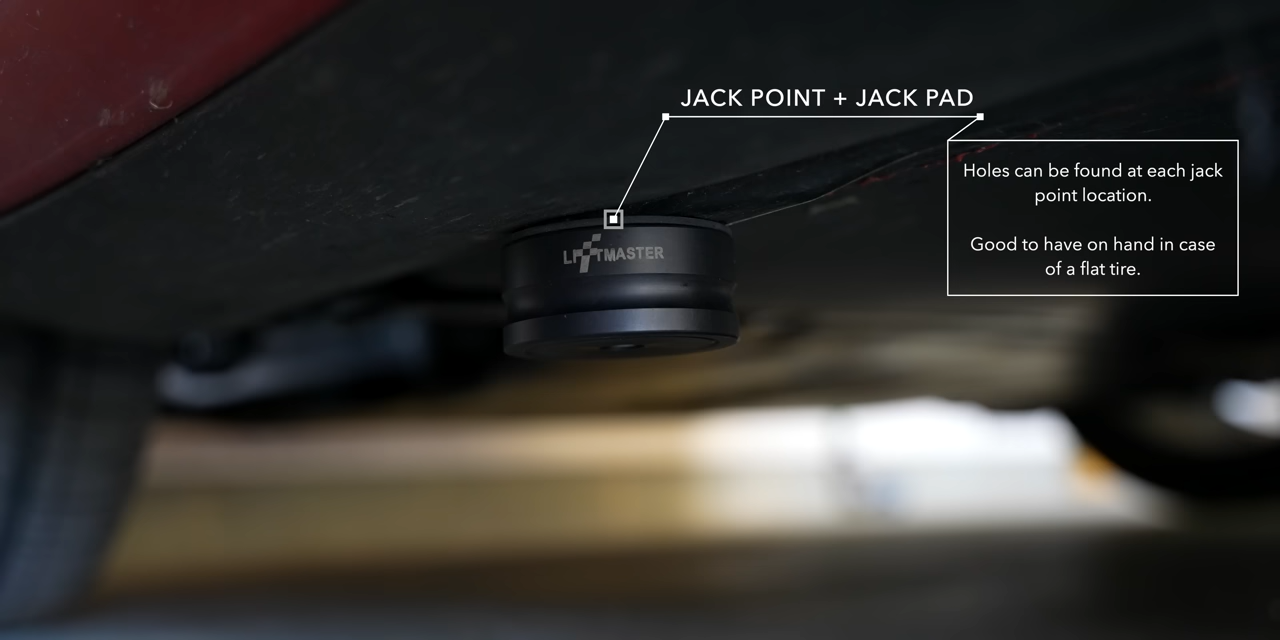 JACK POINT + JACK PAD
Holes can be found at each jack
point location.
Good to have on hand in case
of a flat tire.
LIFTMASTER